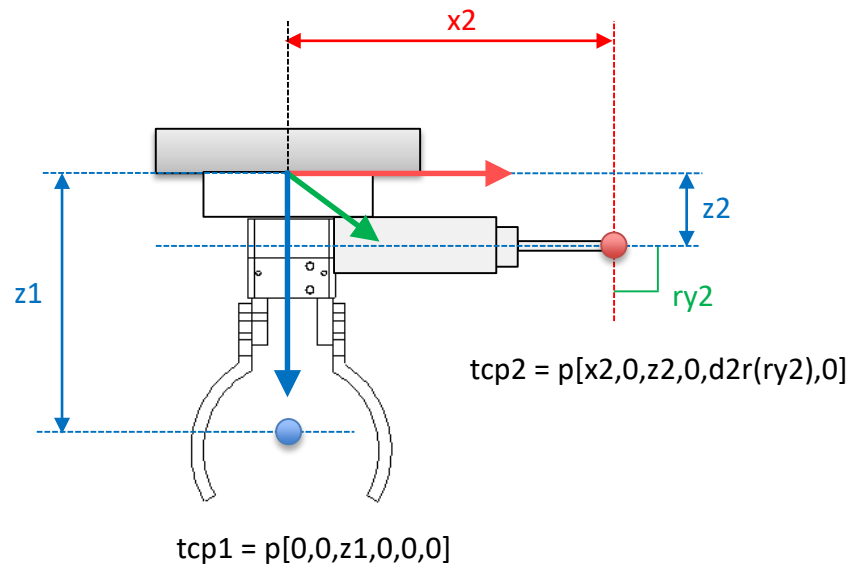 x2
z2
z1
ry2
tcp2 = p[x2,0,z2,0,d2r(ry2),0]
tcp1 = p[0,0,z1,0,0,0]